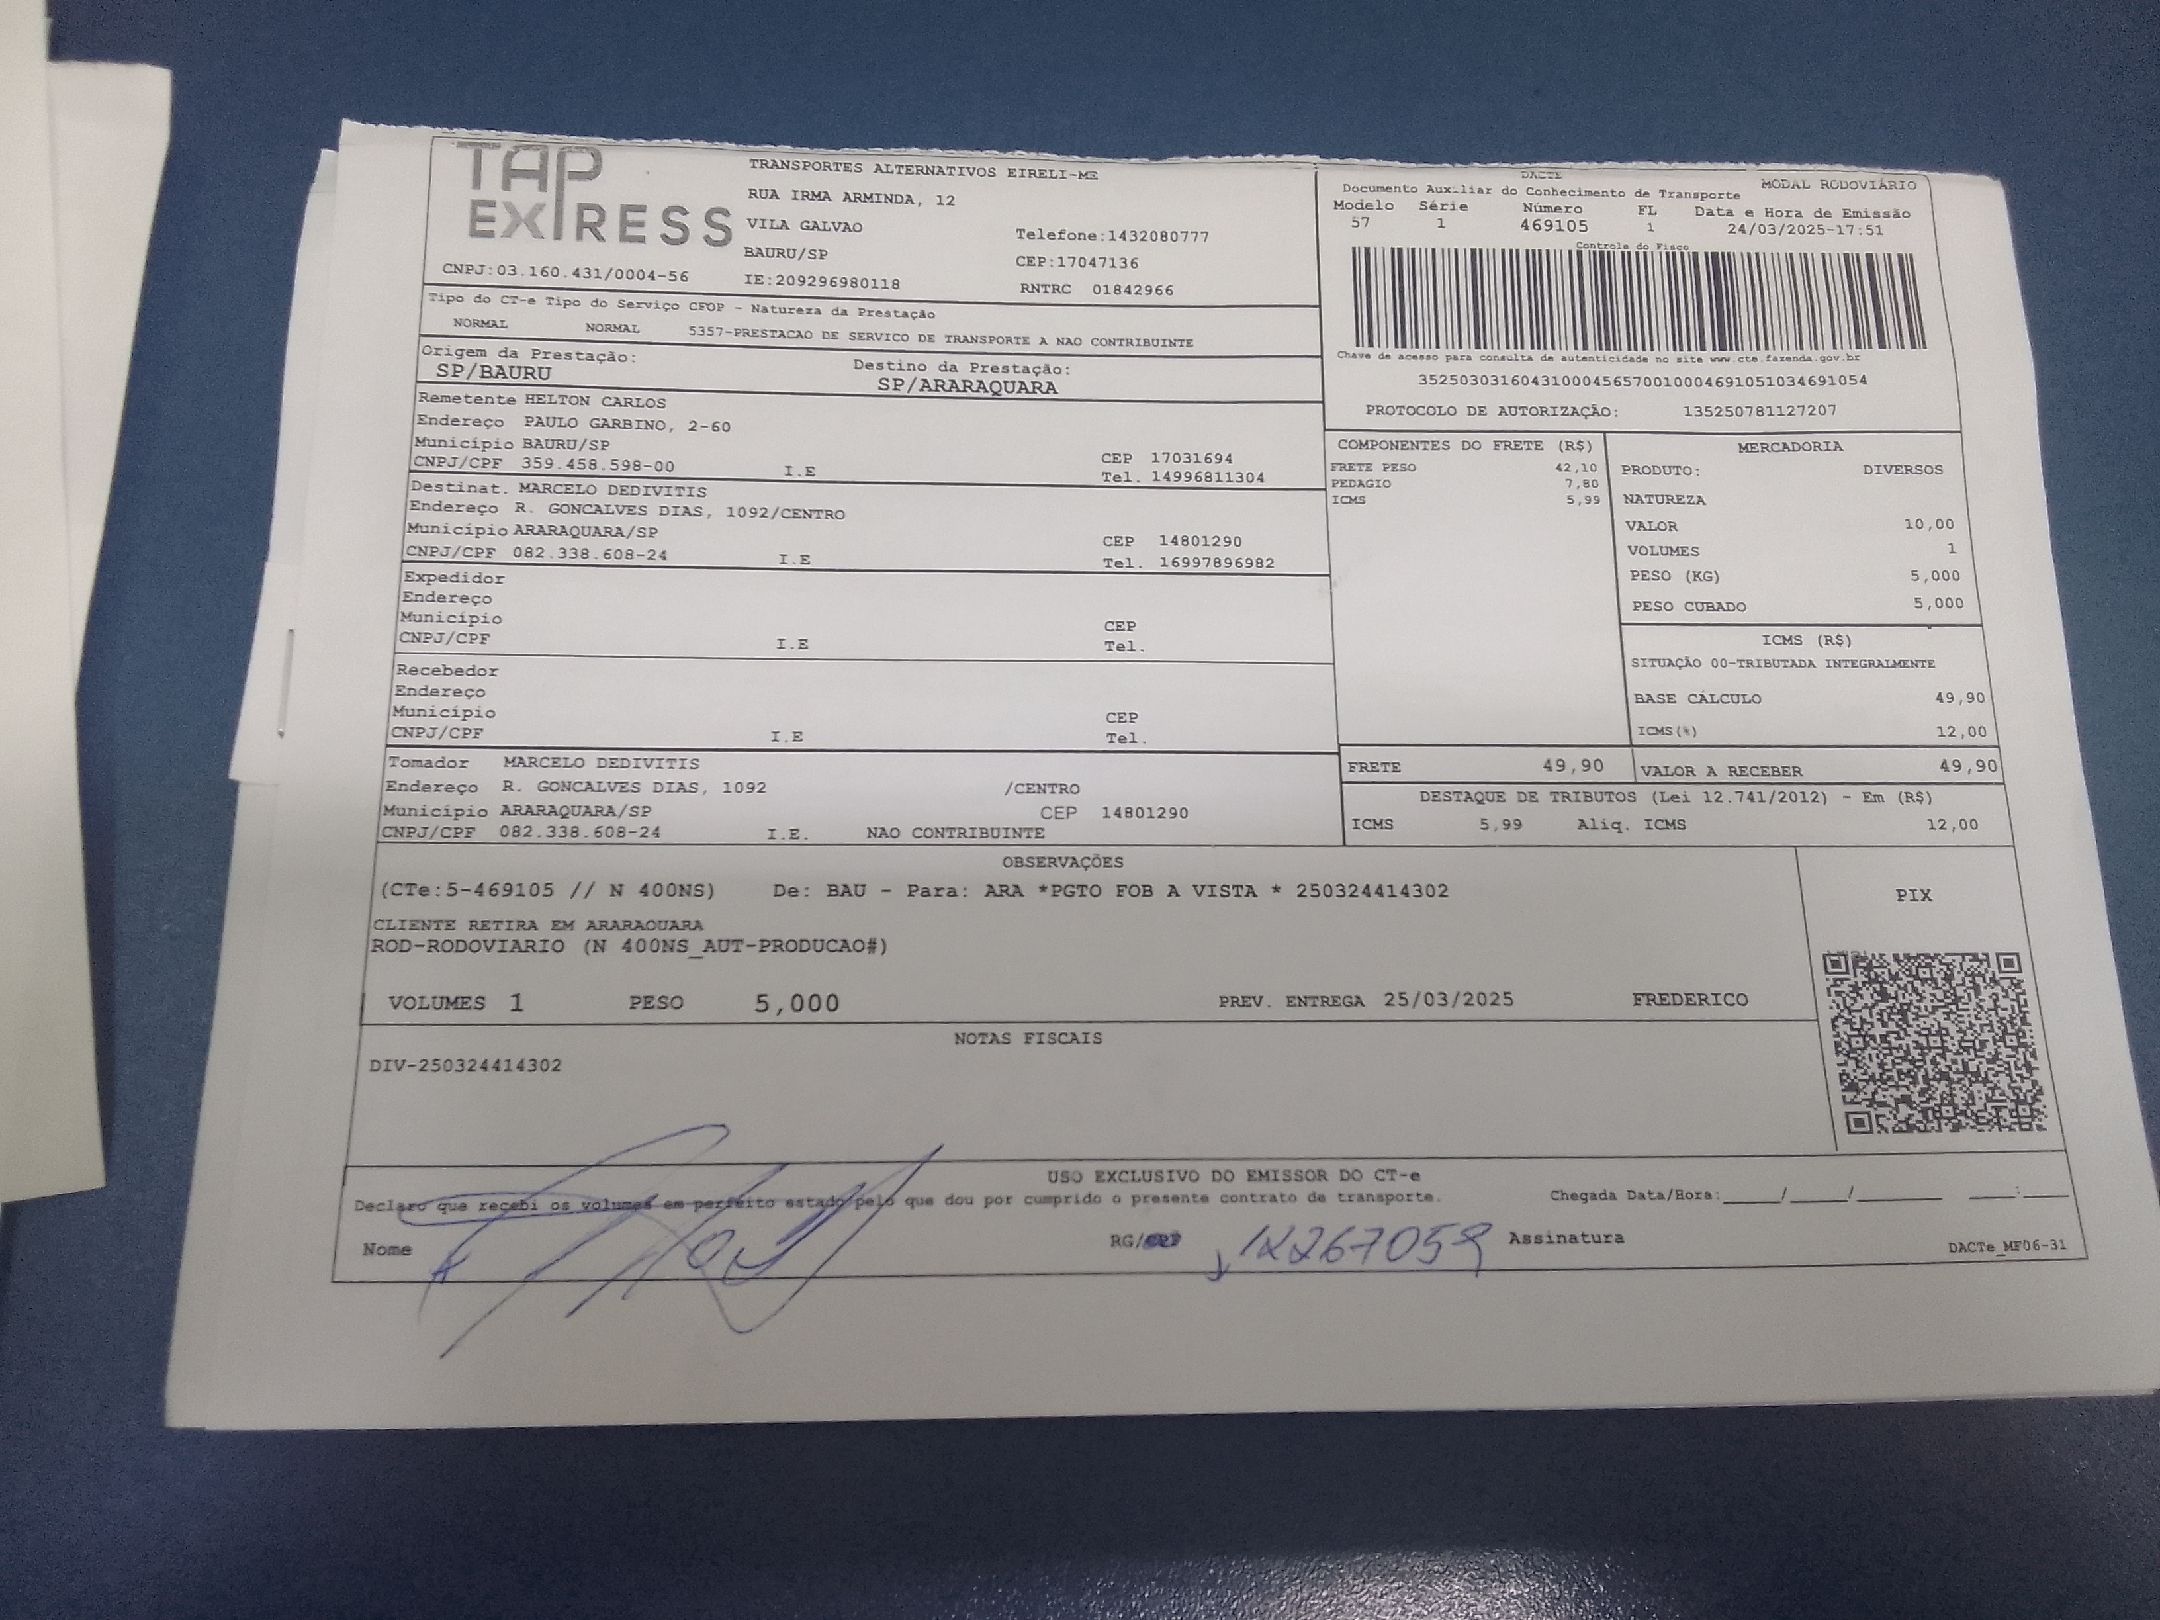 TAP EXPRESS
TRANSPORTES ALTERNATIVOS EIRELI-ME
RUA IRMA ARMINDA, 12
VILA GALVAO Telefone:1432080777
BAURU/SP CEP:17047136
CNPJ:03.160.431/0004-56 IE:209296980118 RNTRC 01842966
DACTE MODAL RODOVIÁRIO
Documento Auxiliar do Conhecimento de Transporte
Modelo Série Número FL Data e Hora de Emissão
57 1 469105 1 24/03/2025-17:51
Controle do Fisco
Chave de acesso para consulta de autenticidade no site www.cte.fazenda.gov.br
35250303160431000456570010004691051034691054
PROTOCOLO DE AUTORIZAÇÃO: 135250781127207
Tipo do CT-e Tipo do Serviço CFOP - Natureza da Prestação
NORMAL NORMAL 5357-PRESTACAO DE SERVICO DE TRANSPORTE A NAO CONTRIBUINTE
Origem da Prestação: Destino da Prestação:
SP/BAURU SP/ARARAQUARA
Remetente HELTON CARLOS
Endereço PAULO GARBINO, 2-60
Município BAURU/SP CEP 17031694
CNPJ/CPF 359.458.598-00 I.E Tel. 14996811304
Destinat. MARCELO DEDIVITIS
Endereço R. GONCALVES DIAS, 1092/CENTRO
Município ARARAQUARA/SP CEP 14801290
CNPJ/CPF 082.338.608-24 I.E Tel. 16997896982
Expedidor
Endereço
Município CEP
CNPJ/CPF I.E Tel.
Recebedor
Endereço
Município CEP
CNPJ/CPF I.E Tel.
Tomador MARCELO DEDIVITIS
Endereço R. GONCALVES DIAS, 1092 /CENTRO
Município ARARAQUARA/SP CEP 14801290
CNPJ/CPF 082.338.608-24 I.E. NAO CONTRIBUINTE
COMPONENTES DO FRETE (R$)
FRETE PESO 42,10
PEDAGIO 7,80
ICMS 5,99
MERCADORIA
PRODUTO: DIVERSOS
NATUREZA
VALOR 10,00
VOLUMES 1
PESO (KG) 5,000
PESO CUBADO 5,000
ICMS (R$)
SITUAÇÃO 00-TRIBUTADA INTEGRALMENTE
BASE CÁLCULO 49,90
ICMS(%) 12,00
FRETE 49,90 VALOR A RECEBER 49,90
DESTAQUE DE TRIBUTOS (Lei 12.741/2012) - Em (R$)
ICMS 5,99 Aliq. ICMS 12,00
OBSERVAÇÕES
(CTe:5-469105 // N 400NS) De: BAU - Para: ARA *PGTO FOB A VISTA * 250324414302
CLIENTE RETIRA EM ARARAQUARA
ROD-RODOVIARIO (N 400NS_AUT-PRODUCAO#)
VOLUMES 1 PESO 5,000 PREV. ENTREGA 25/03/2025 FREDERICO
PIX
NOTAS FISCAIS
DIV-250324414302
USO EXCLUSIVO DO EMISSOR DO CT-e
Declaro que recebi os volumes em perfeito estado pelo que dou por cumprido o presente contrato de transporte. Chegada Data/Hora:____/____/______ ___:___
Nome RG/CPF 12267059 Assinatura
DACTe_MF06-31